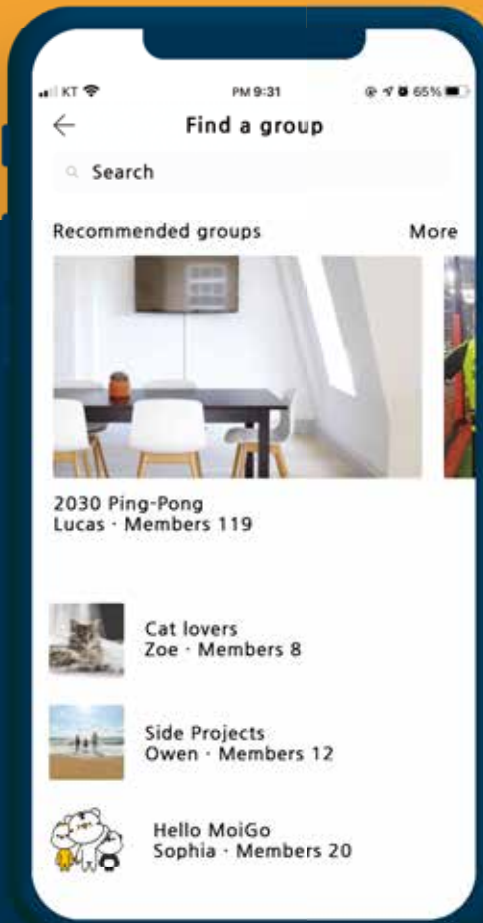 KT
PM 9:31
65%
Find a group
Search
Recommended groups
More
2030 Ping-Pong
Lucas · Members 119
Cat lovers
Zoe · Members 8
Side Projects
Owen · Members 12
Hello MoiGo
Sophia · Members 20